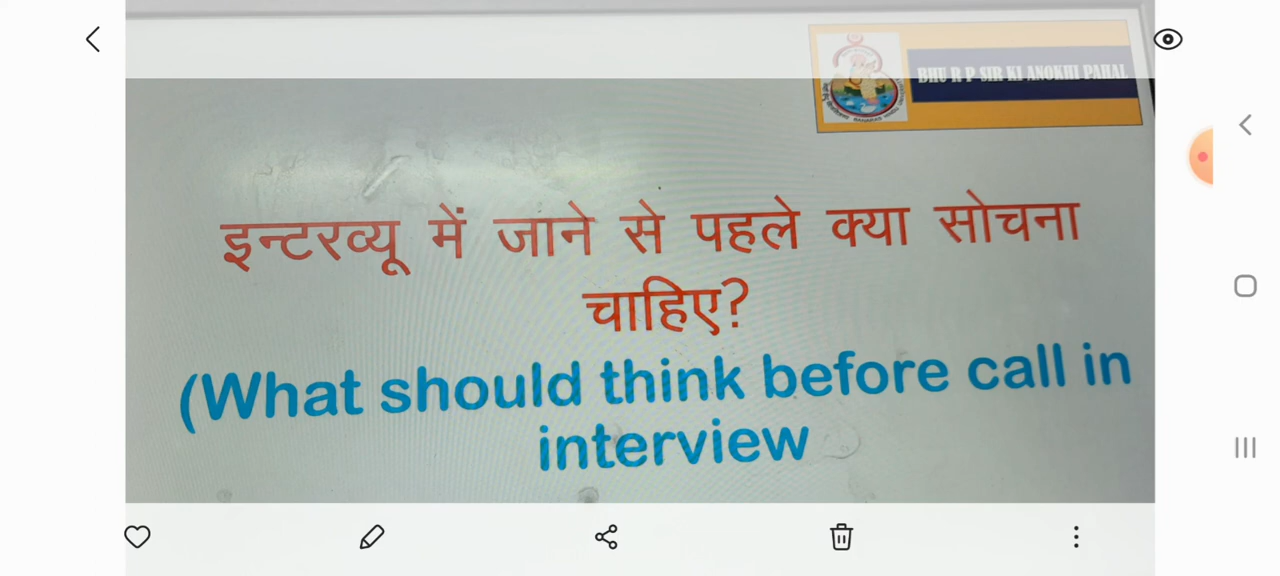 BHU R P SIR KI ANOKHI PAHAL
इन्टरव्यू में जाने से पहले क्या सोचना
चाहिए?
(What should think before call in
interview